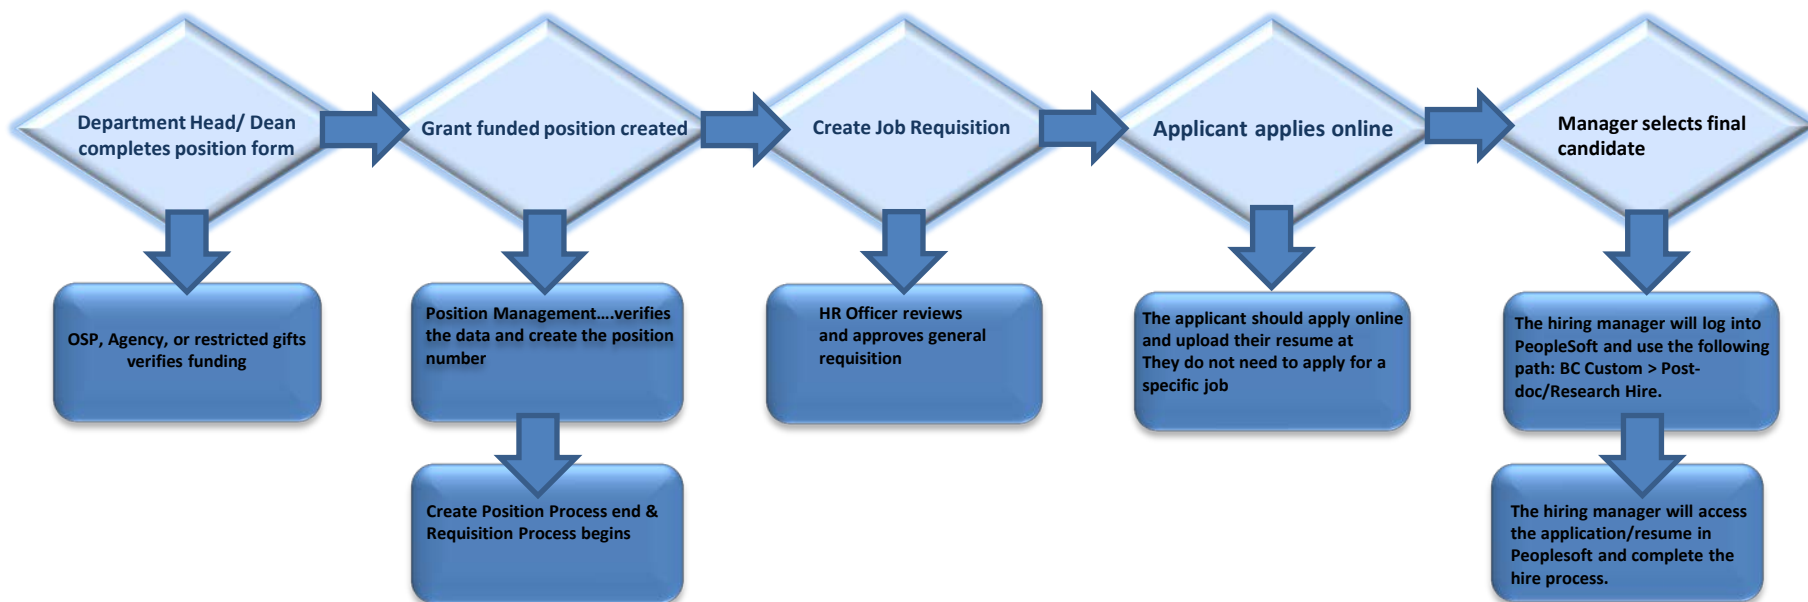 Department Head/ Dean
completes position form
Grant funded position created
Create Job Requisition
Applicant applies online
Manager selects final
candidate
OSP, Agency, or restricted gifts
verifies funding
Position Management....verifies
the data and create the position
number
HR Officer reviews
and approves general
requisition
The applicant should apply online
and upload their resume at
They do not need to apply for a
specific job
The hiring manager will log into
PeopleSoft and use the following
path: BC Custom > Post-
doc/Research Hire.
Create Position Process end &
Requisition Process begins
The hiring manager will access
the application/resume in
Peoplesoft and complete the
hire process.